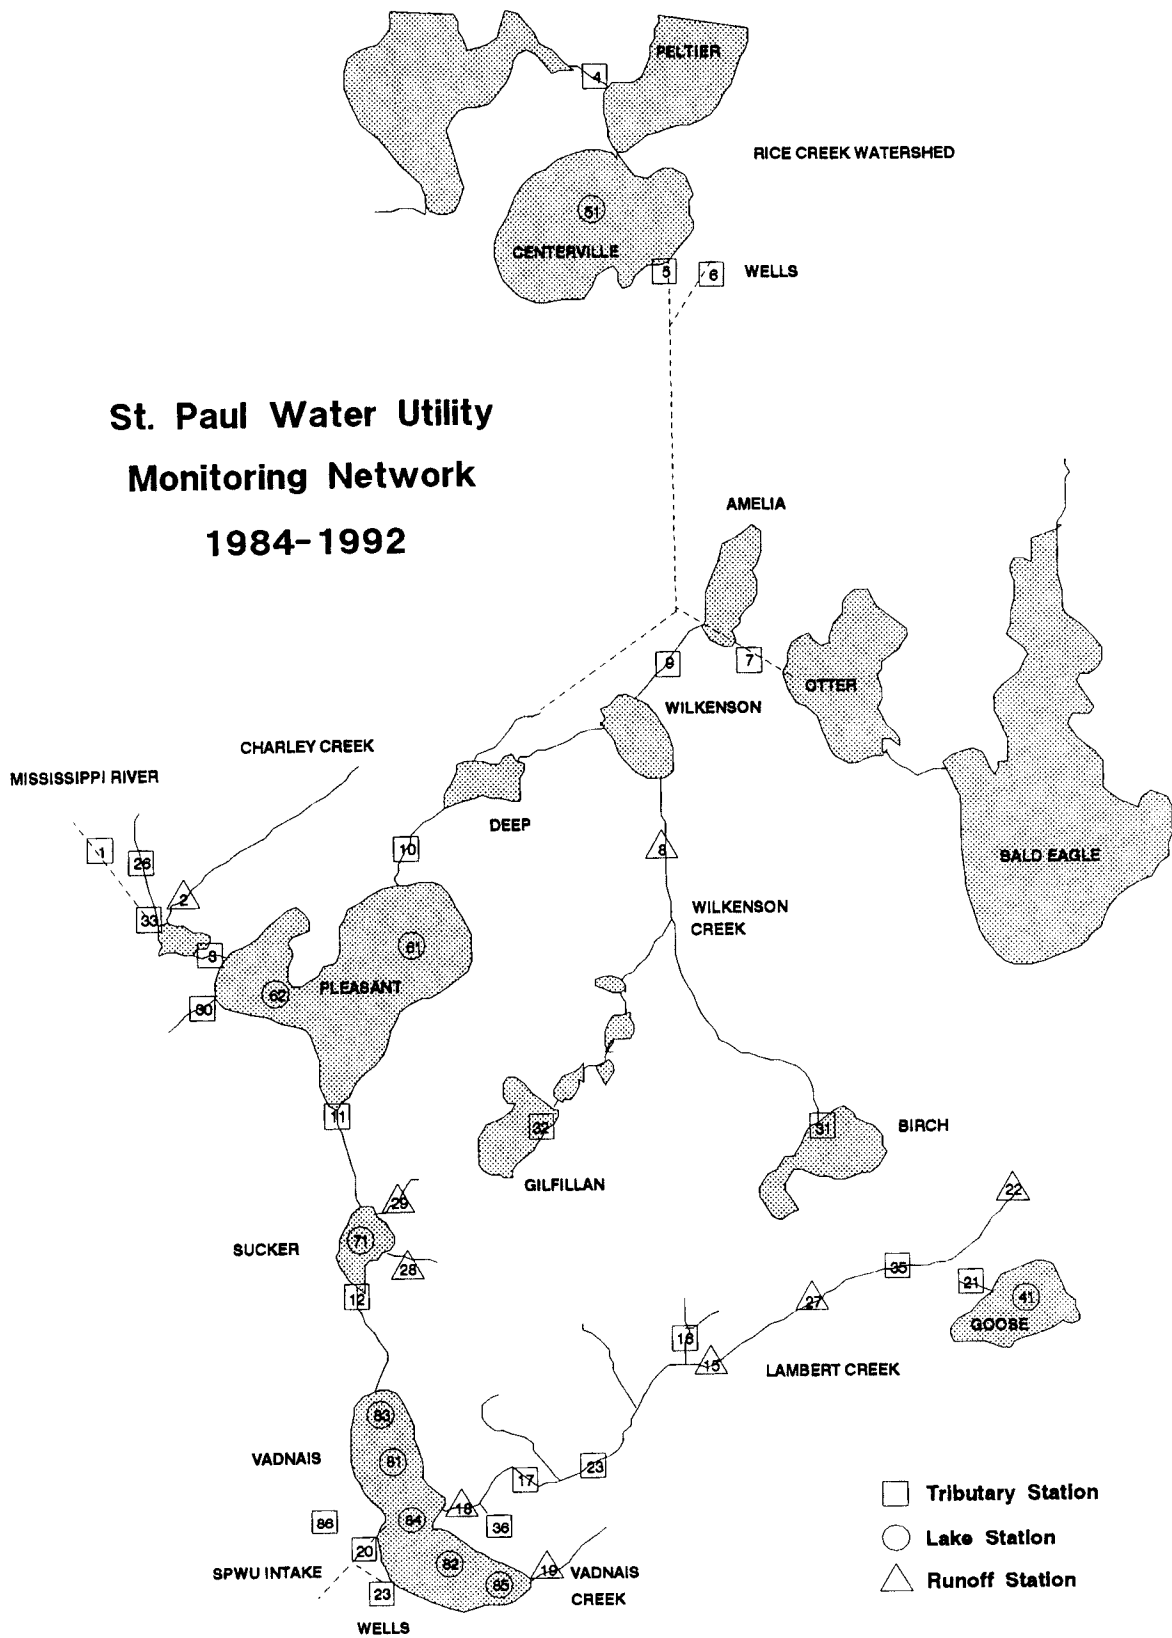 PELTIER
4
RICE CREEK WATERSHED
51
CENTERVILLE
5
6
WELLS
St. Paul Water Utility
Monitoring Network
1984-1992
AMELIA
9
7
OTTER
WILKENSON
CHARLEY CREEK
MISSISSIPPI RIVER
DEEP
1
26
10
8
BALD EAGLE
2
33
WILKENSON
CREEK
3
61
62
PLEASANT
30
11
32
31
BIRCH
GILFILLAN
22
29
SUCKER
71
28
35
21
12
27
41
GOOSE
16
15
LAMBERT CREEK
83
VADNAIS
81
23
17
18
Tributary Station
86
84
36
Lake Station
20
82
19
SPWU INTAKE
VADNAIS
CREEK
85
23
Runoff Station
WELLS